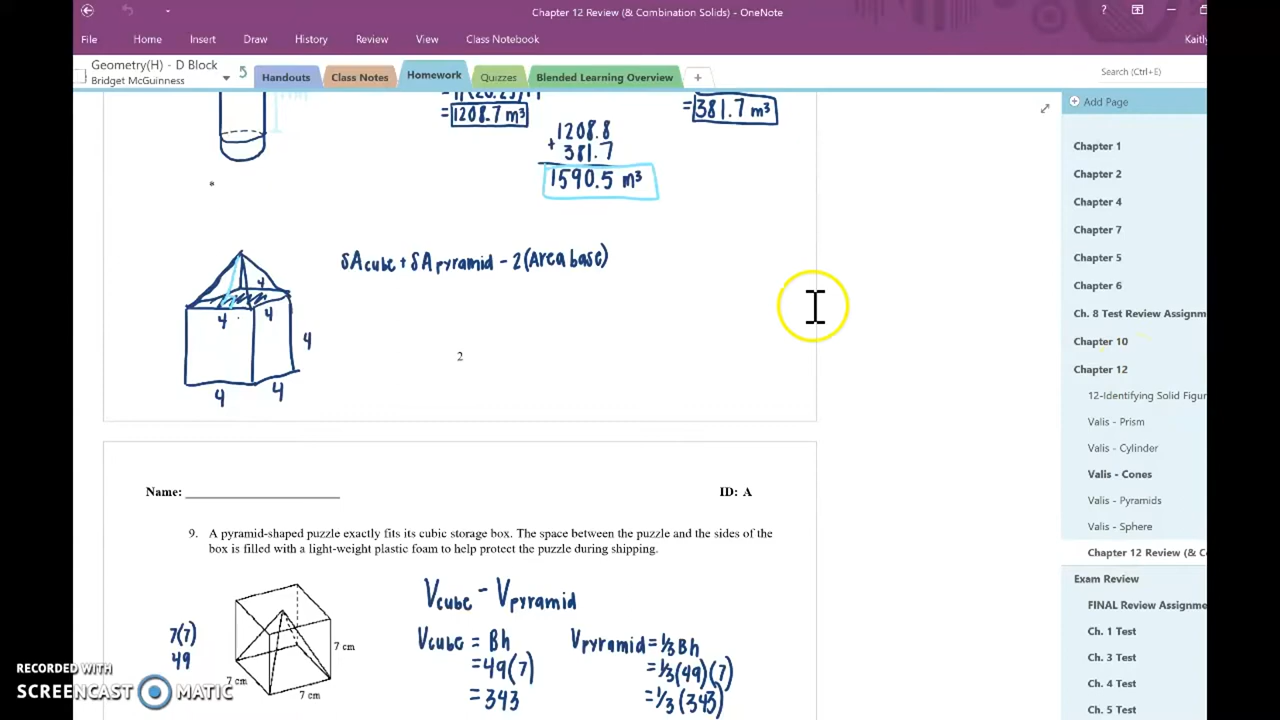 Chapter 12 Review (& Combination Solids) - OneNote
?
File Home Insert Draw History Review View Class Notebook Kaitly
Geometry(H) - D Block
Bridget McGuinness
Handouts Class Notes Homework Quizzes Blended Learning Overview +
Search (Ctrl+E)
= 1208.7 m³
= 381.7 m³
1208.8
+ 381.7
1590.5 m³
*
SAcube + SApyramid - 2(Area base)
4
4 4
4
4 4
2
Name:
ID: A
9. A pyramid-shaped puzzle exactly fits its cubic storage box. The space between the puzzle and the sides of the
box is filled with a light-weight plastic foam to help protect the puzzle during shipping.
Vcube - Vpyramid
7(7)
49
7 cm
7 cm
7 cm
Vcube = Bh
= 49(7)
= 343
Vpyramid = 1/3 Bh
= 1/3(49)(7)
= 1/3(343)
Add Page
Chapter 1
Chapter 2
Chapter 4
Chapter 7
Chapter 5
Chapter 6
Ch. 8 Test Review Assignm
Chapter 10
Chapter 12
12-Identifying Solid Figur
Valis - Prism
Valis - Cylinder
Valis - Cones
Valis - Pyramids
Valis - Sphere
Chapter 12 Review (& Co
Exam Review
FINAL Review Assignme
Ch. 1 Test
Ch. 3 Test
Ch. 4 Test
Ch. 5 Test
RECORDED WITH
SCREENCAST MATIC